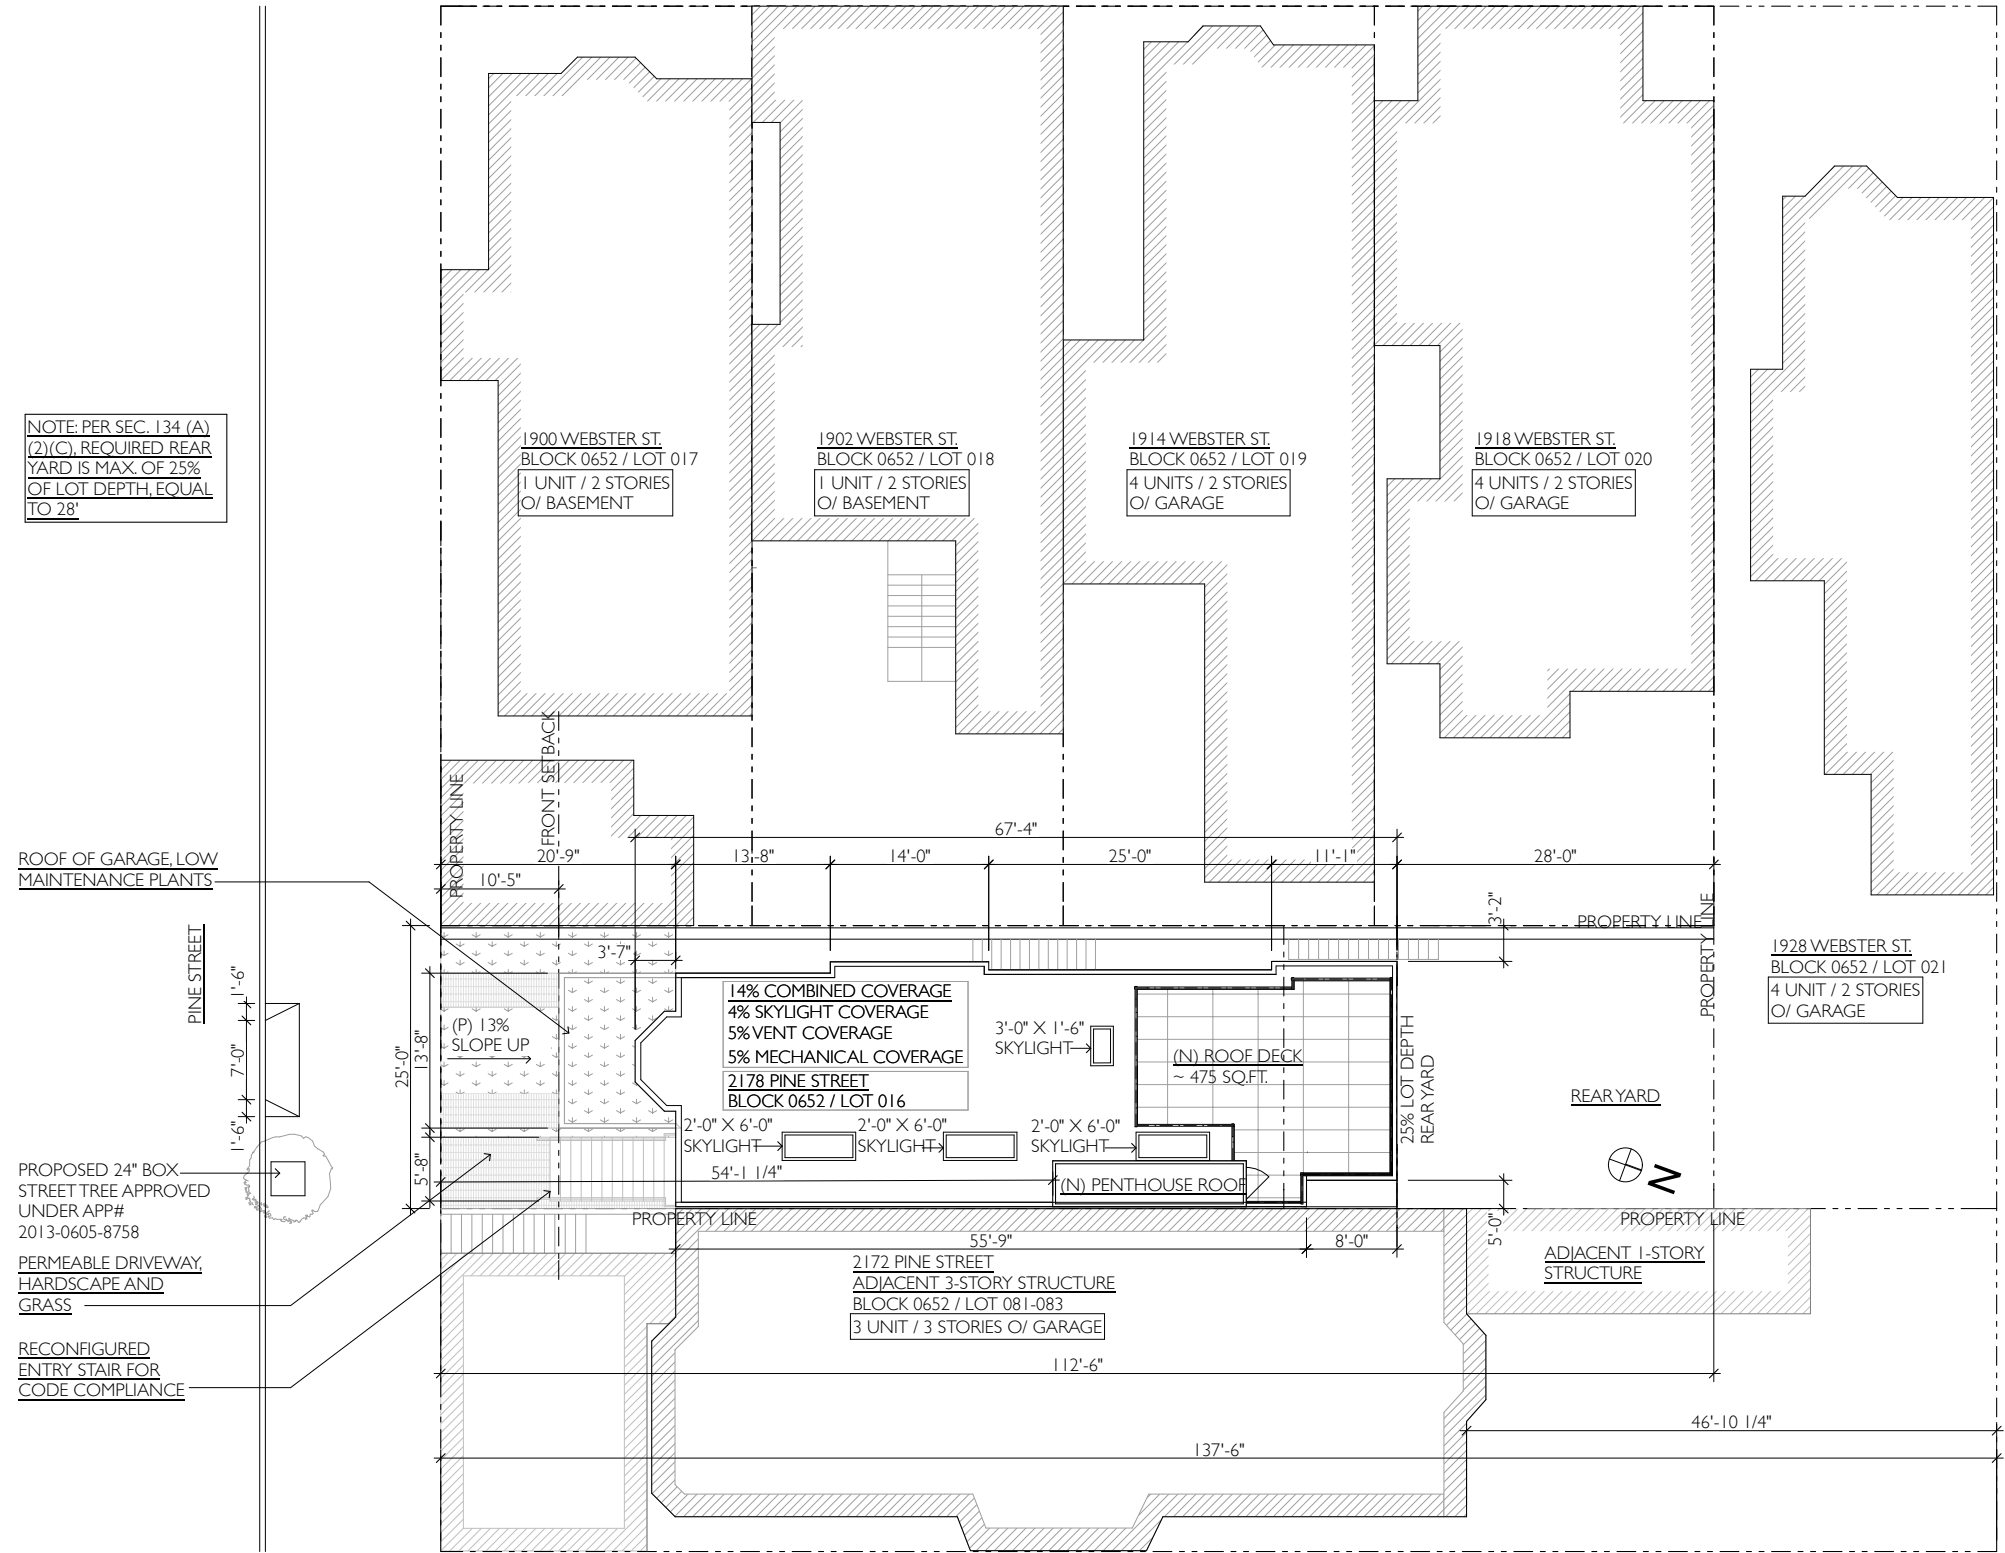 NOTE: PER SEC. 134 (A)
(2)(C), REQUIRED REAR
YARD IS MAX. OF 25%
OF LOT DEPTH, EQUAL
TO 28'
1900 WEBSTER ST.
BLOCK 0652 / LOT 017
1 UNIT / 2 STORIES
O/ BASEMENT
1902 WEBSTER ST.
BLOCK 0652 / LOT 018
1 UNIT / 2 STORIES
O/ BASEMENT
1914 WEBSTER ST.
BLOCK 0652 / LOT 019
4 UNITS / 2 STORIES
O/ GARAGE
1918 WEBSTER ST.
BLOCK 0652 / LOT 020
4 UNITS / 2 STORIES
O/ GARAGE
PROPERTY LINE
FRONT SETBACK
67'-4"
20'-9"
13'-8"
14'-0"
25'-0"
11'-1"
28'-0"
10'-5"
ROOF OF GARAGE, LOW
MAINTENANCE PLANTS
3'-2"
PROPERTY LINE
PROPERTY LINE
PROPERTY LINE
PINE STREET
3'-7"
1928 WEBSTER ST.
BLOCK 0652 / LOT 021
4 UNIT / 2 STORIES
O/ GARAGE
1'-6"
7'-0"
1'-6"
25'-0"
13'-8"
5'-8"
(P) 13%
SLOPE UP
14% COMBINED COVERAGE
4% SKYLIGHT COVERAGE
5% VENT COVERAGE
5% MECHANICAL COVERAGE
2178 PINE STREET
BLOCK 0652 / LOT 016
3'-0" X 1'-6"
SKYLIGHT
(N) ROOF DECK
~ 475 SQ.FT.
25% LOT DEPTH
REAR YARD
REAR YARD
2'-0" X 6'-0"
SKYLIGHT
2'-0" X 6'-0"
SKYLIGHT
2'-0" X 6'-0"
SKYLIGHT
54'-1 1/4"
(N) PENTHOUSE ROOF
N
PROPOSED 24" BOX
STREET TREE APPROVED
UNDER APP#
2013-0605-8758
PROPERTY LINE
PROPERTY LINE
55'-9"
8'-0"
5'-0"
PERMEABLE DRIVEWAY,
HARDSCAPE AND
GRASS
2172 PINE STREET
ADJACENT 3-STORY STRUCTURE
BLOCK 0652 / LOT 081-083
3 UNIT / 3 STORIES O/ GARAGE
ADJACENT 1-STORY
STRUCTURE
RECONFIGURED
ENTRY STAIR FOR
CODE COMPLIANCE
112'-6"
46'-10 1/4"
137'-6"